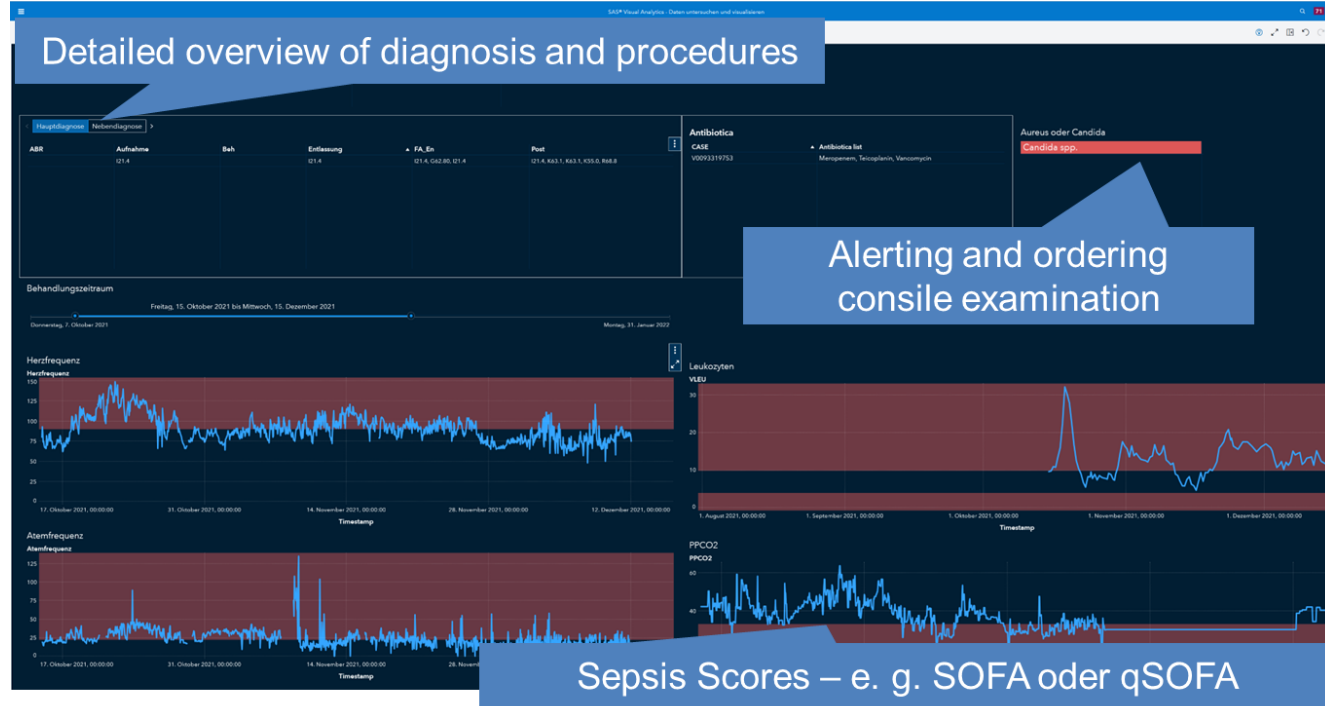 SAS® Visual Analytics - Daten untersuchen und visualisieren
71
Detailed overview of diagnosis and procedures
Hauptdiagnose Nebendiagnose
ABR Aufnahme Beh Entlassung FA_En Post
I21.4 I21.4 I21.4, G62.80, I21.4 I21.4, K63.1, K63.1, K55.0, R68.8
Antibiotica
CASE Antibiotica list
V0093319753 Meropenem, Teicoplanin, Vancomycin
Aureus oder Candida
Candida spp.
Alerting and ordering
consile examination
Behandlungszeitraum
Freitag, 15. Oktober 2021 bis Mittwoch, 15. Dezember 2021
Donnerstag, 7. Oktober 2021 Montag, 31. Januar 2022
Herzfrequenz
Herzfrequenz
150
125
100
75
50
25
0
17. Oktober 2021, 00:00:00 31. Oktober 2021, 00:00:00 14. November 2021, 00:00:00 28. November 2021, 00:00:00 12. Dezember 2021, 00:00:00
Timestamp
Leukozyten
VLEU
30
20
10
0
1. August 2021, 00:00:00 1. September 2021, 00:00:00 1. Oktober 2021, 00:00:00 1. November 2021, 00:00:00 1. Dezember 2021, 00:00:00
Timestamp
Atemfrequenz
Atemfrequenz
125
100
75
50
25
0
17. Oktober 2021, 00:00:00 31. Oktober 2021, 00:00:00 14. November 2021, 00:00:00 28. November
Timestamp
PPCO2
PPCO2
60
40
Sepsis Scores – e. g. SOFA oder qSOFA